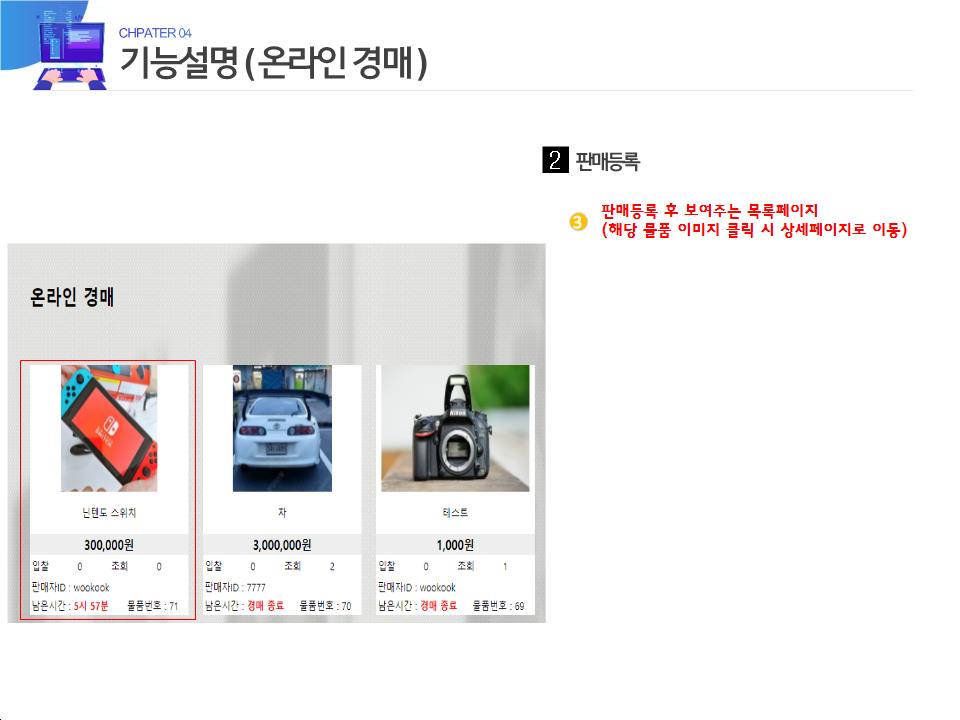 CHPATER 04
기능설명 ( 온라인 경매 )
2 판매등록
3 판매등록 후 보여주는 목록페이지
(해당 물품 이미지 클릭 시 상세페이지로 이동)
온라인 경매
닌텐도 스위치
300,000원
입찰 0 조회 0
판매자ID : wookook
남은시간 : 5시 57분 물품번호 : 71
차
3,000,000원
입찰 0 조회 2
판매자ID : 7777
남은시간 : 경매 종료 물품번호 : 70
Nikon
테스트
1,000원
입찰 0 조회 1
판매자ID : wookook
남은시간 : 경매 종료 물품번호 : 69